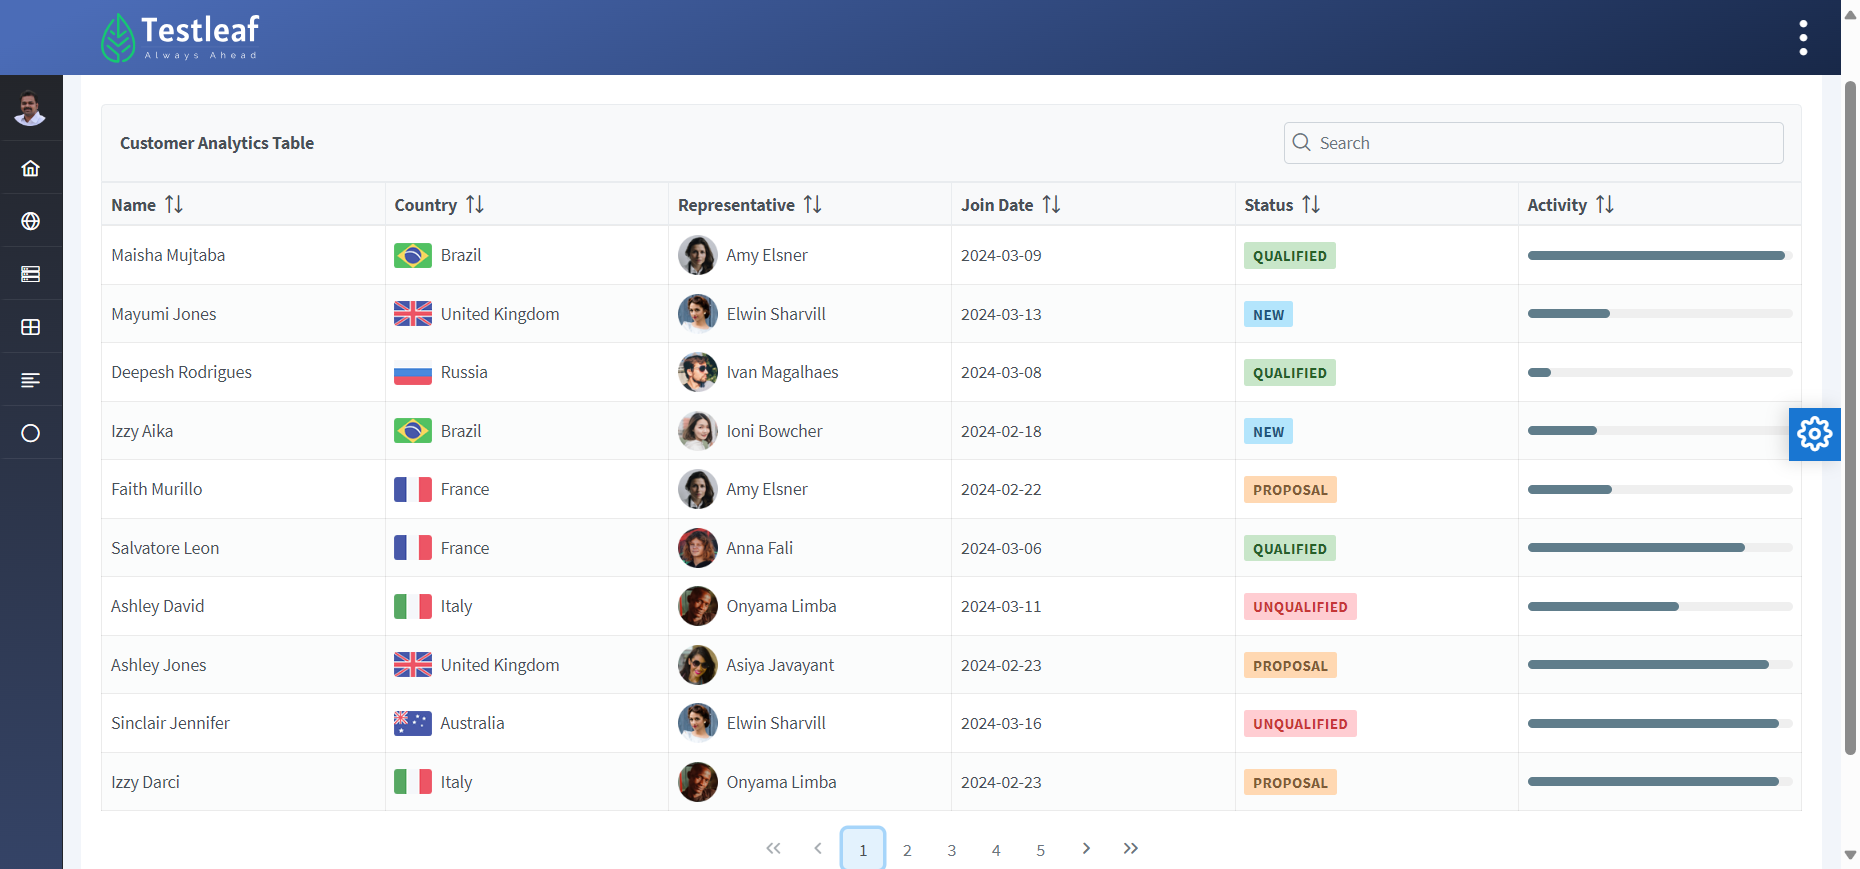 Testleaf
Always Ahead
Customer Analytics Table
Search
Name Country Representative Join Date Status Activity
Maisha Mujtaba Brazil Amy Elsner 2024-03-09 QUALIFIED
Mayumi Jones United Kingdom Elwin Sharvill 2024-03-13 NEW
Deepesh Rodrigues Russia Ivan Magalhaes 2024-03-08 QUALIFIED
Izzy Aika Brazil Ioni Bowcher 2024-02-18 NEW
Faith Murillo France Amy Elsner 2024-02-22 PROPOSAL
Salvatore Leon France Anna Fali 2024-03-06 QUALIFIED
Ashley David Italy Onyama Limba 2024-03-11 UNQUALIFIED
Ashley Jones United Kingdom Asiya Javayant 2024-02-23 PROPOSAL
Sinclair Jennifer Australia Elwin Sharvill 2024-03-16 UNQUALIFIED
Izzy Darci Italy Onyama Limba 2024-02-23 PROPOSAL
1 2 3 4 5